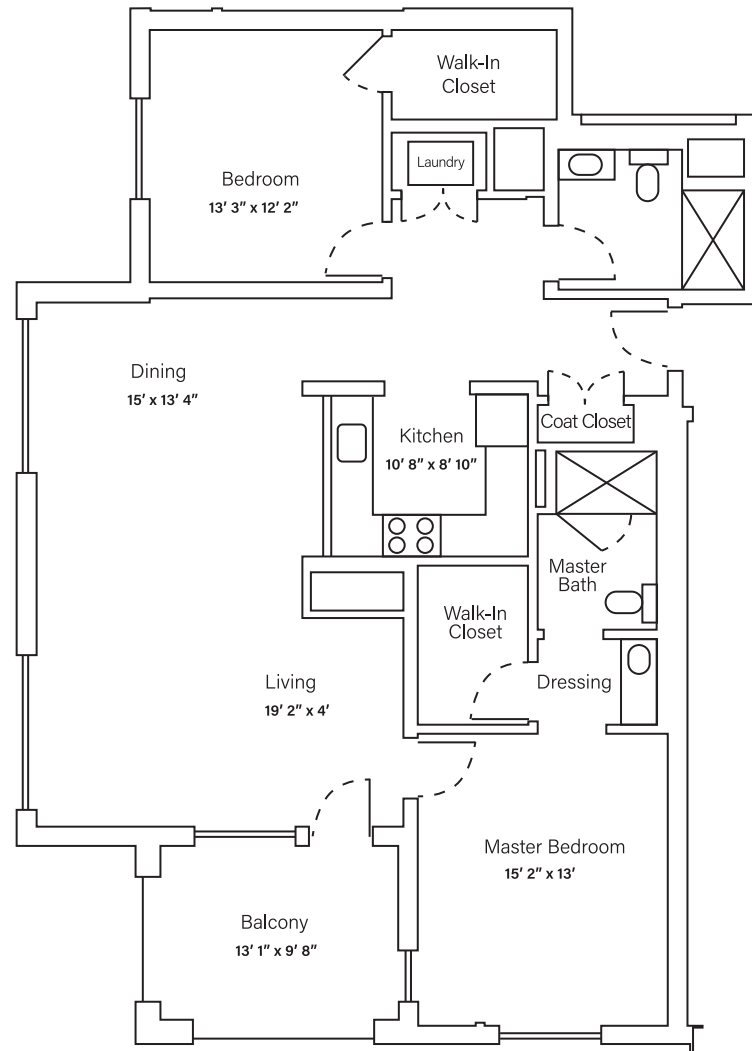 Walk-In
Closet
Laundry
Bedroom
13' 3" x 12' 2"
Dining
15' x 13' 4"
Kitchen
10' 8" x 8' 10"
Coat Closet
Master
Bath
Walk-In
Closet
Dressing
Living
19' 2" x 4'
Master Bedroom
15' 2" x 13'
Balcony
13' 1" x 9' 8"